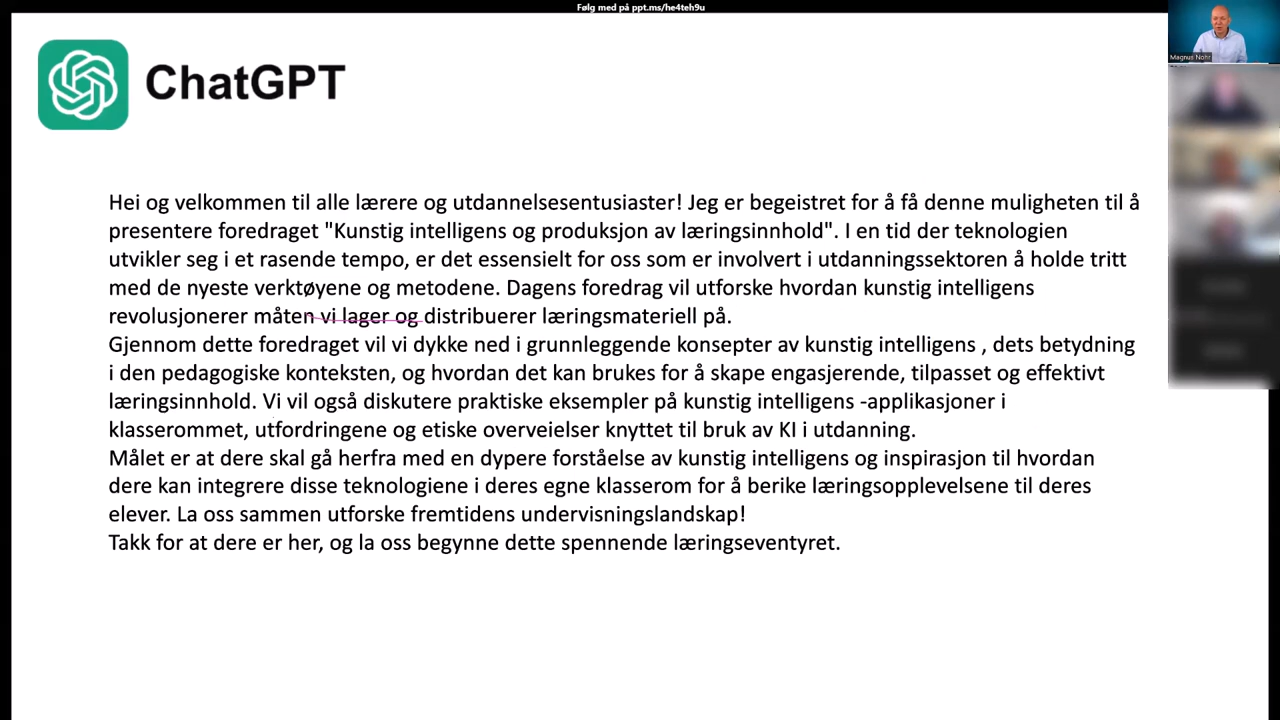 Følg med på ppt.ms/he4teh9u
ChatGPT
Magnus Nohr
Hei og velkommen til alle lærere og utdannelsesentusiaster! Jeg er begeistret for å få denne muligheten til å
presentere foredraget "Kunstig intelligens og produksjon av læringsinnhold". I en tid der teknologien
utvikler seg i et rasende tempo, er det essensielt for oss som er involvert i utdanningssektoren å holde tritt
med de nyeste verktøyene og metodene. Dagens foredrag vil utforske hvordan kunstig intelligens
revolusjonerer måten vi lager og distribuerer læringsmateriell på.
Gjennom dette foredraget vil vi dykke ned i grunnleggende konsepter av kunstig intelligens , dets betydning
i den pedagogiske konteksten, og hvordan det kan brukes for å skape engasjerende, tilpasset og effektivt
læringsinnhold. Vi vil også diskutere praktiske eksempler på kunstig intelligens -applikasjoner i
klasserommet, utfordringene og etiske overveielser knyttet til bruk av KI i utdanning.
Målet er at dere skal gå herfra med en dypere forståelse av kunstig intelligens og inspirasjon til hvordan
dere kan integrere disse teknologiene i deres egne klasserom for å berike læringsopplevelsene til deres
elever. La oss sammen utforske fremtidens undervisningslandskap!
Takk for at dere er her, og la oss begynne dette spennende læringseventyret.